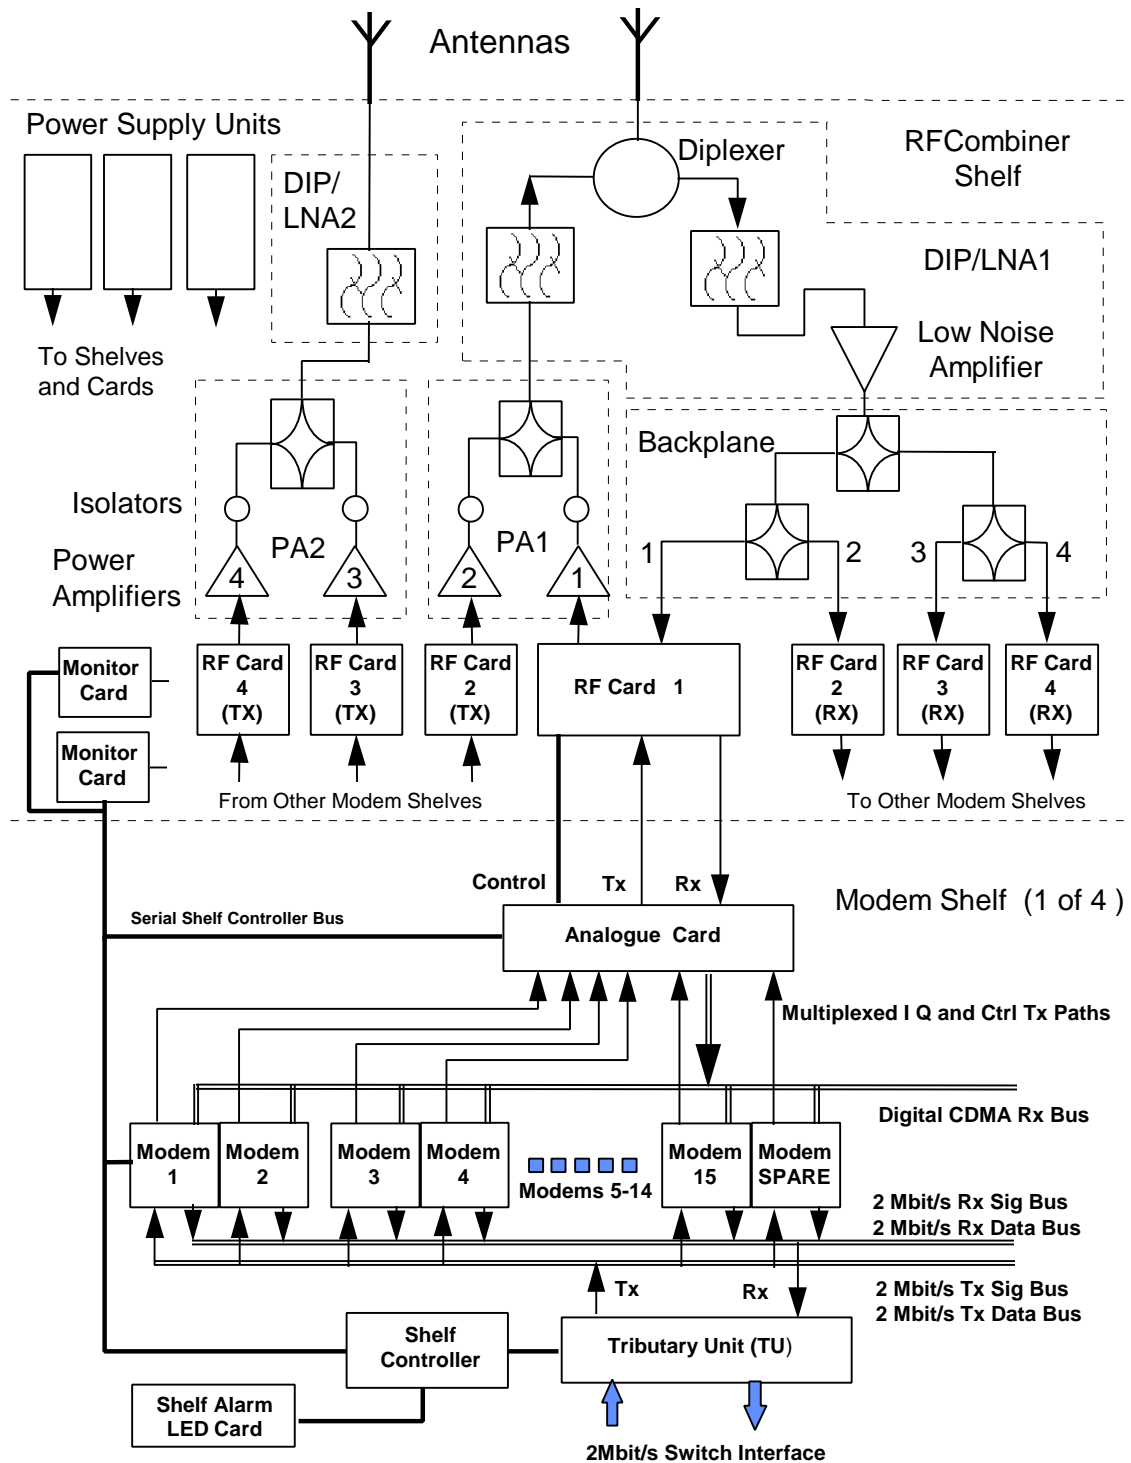 Antennas
Power Supply Units
RFCombiner
Shelf
Diplexer
DIP/
LNA2
DIP/LNA1
To Shelves
and Cards
Low Noise
Amplifier
Backplane
Isolators
PA2
PA1
1
2
3
4
Power
Amplifiers
4
3
2
1
Monitor
Card
RF Card
4
(TX)
RF Card
3
(TX)
RF Card
2
(TX)
RF Card 1
RF Card
2
(RX)
RF Card
3
(RX)
RF Card
4
(RX)
Monitor
Card
From Other Modem Shelves
To Other Modem Shelves
Control
Tx
Rx
Modem Shelf (1 of 4 )
Serial Shelf Controller Bus
Analogue Card
Multiplexed I Q and Ctrl Tx Paths
Digital CDMA Rx Bus
Modem
1
Modem
2
Modem
3
Modem
4
Modems 5-14
Modem
15
Modem
SPARE
2 Mbit/s Rx Sig Bus
2 Mbit/s Rx Data Bus
Tx
Rx
2 Mbit/s Tx Sig Bus
2 Mbit/s Tx Data Bus
Shelf
Controller
Tributary Unit (TU)
Shelf Alarm
LED Card
2Mbit/s Switch Interface